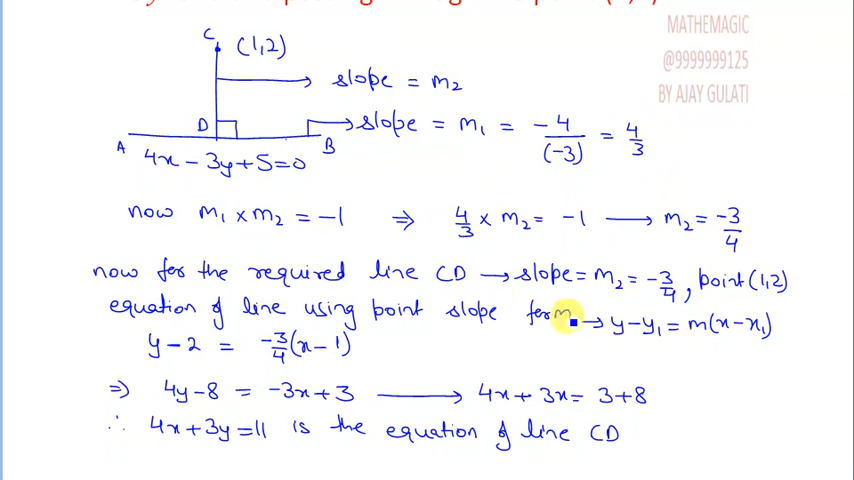 MATHEMAGIC
@9999999125
BY AJAY GULATI
C (1,2)
slope = m₂
D
slope = m₁ = -4/(-3) = 4/3
A B
4x - 3y + 5 = 0
now m₁ x m₂ = -1 ⇒ 4/3 x m₂ = -1 → m₂ = -3/4
now for the required line CD → slope = m₂ = -3/4, point (1,2)
equation of line using point slope form → y - y₁ = m(x - x₁)
y - 2 = -3/4 (x - 1)
⇒ 4y - 8 = -3x + 3 → 4x + 3x = 3 + 8
∴ 4x + 3y = 11 is the equation of line CD